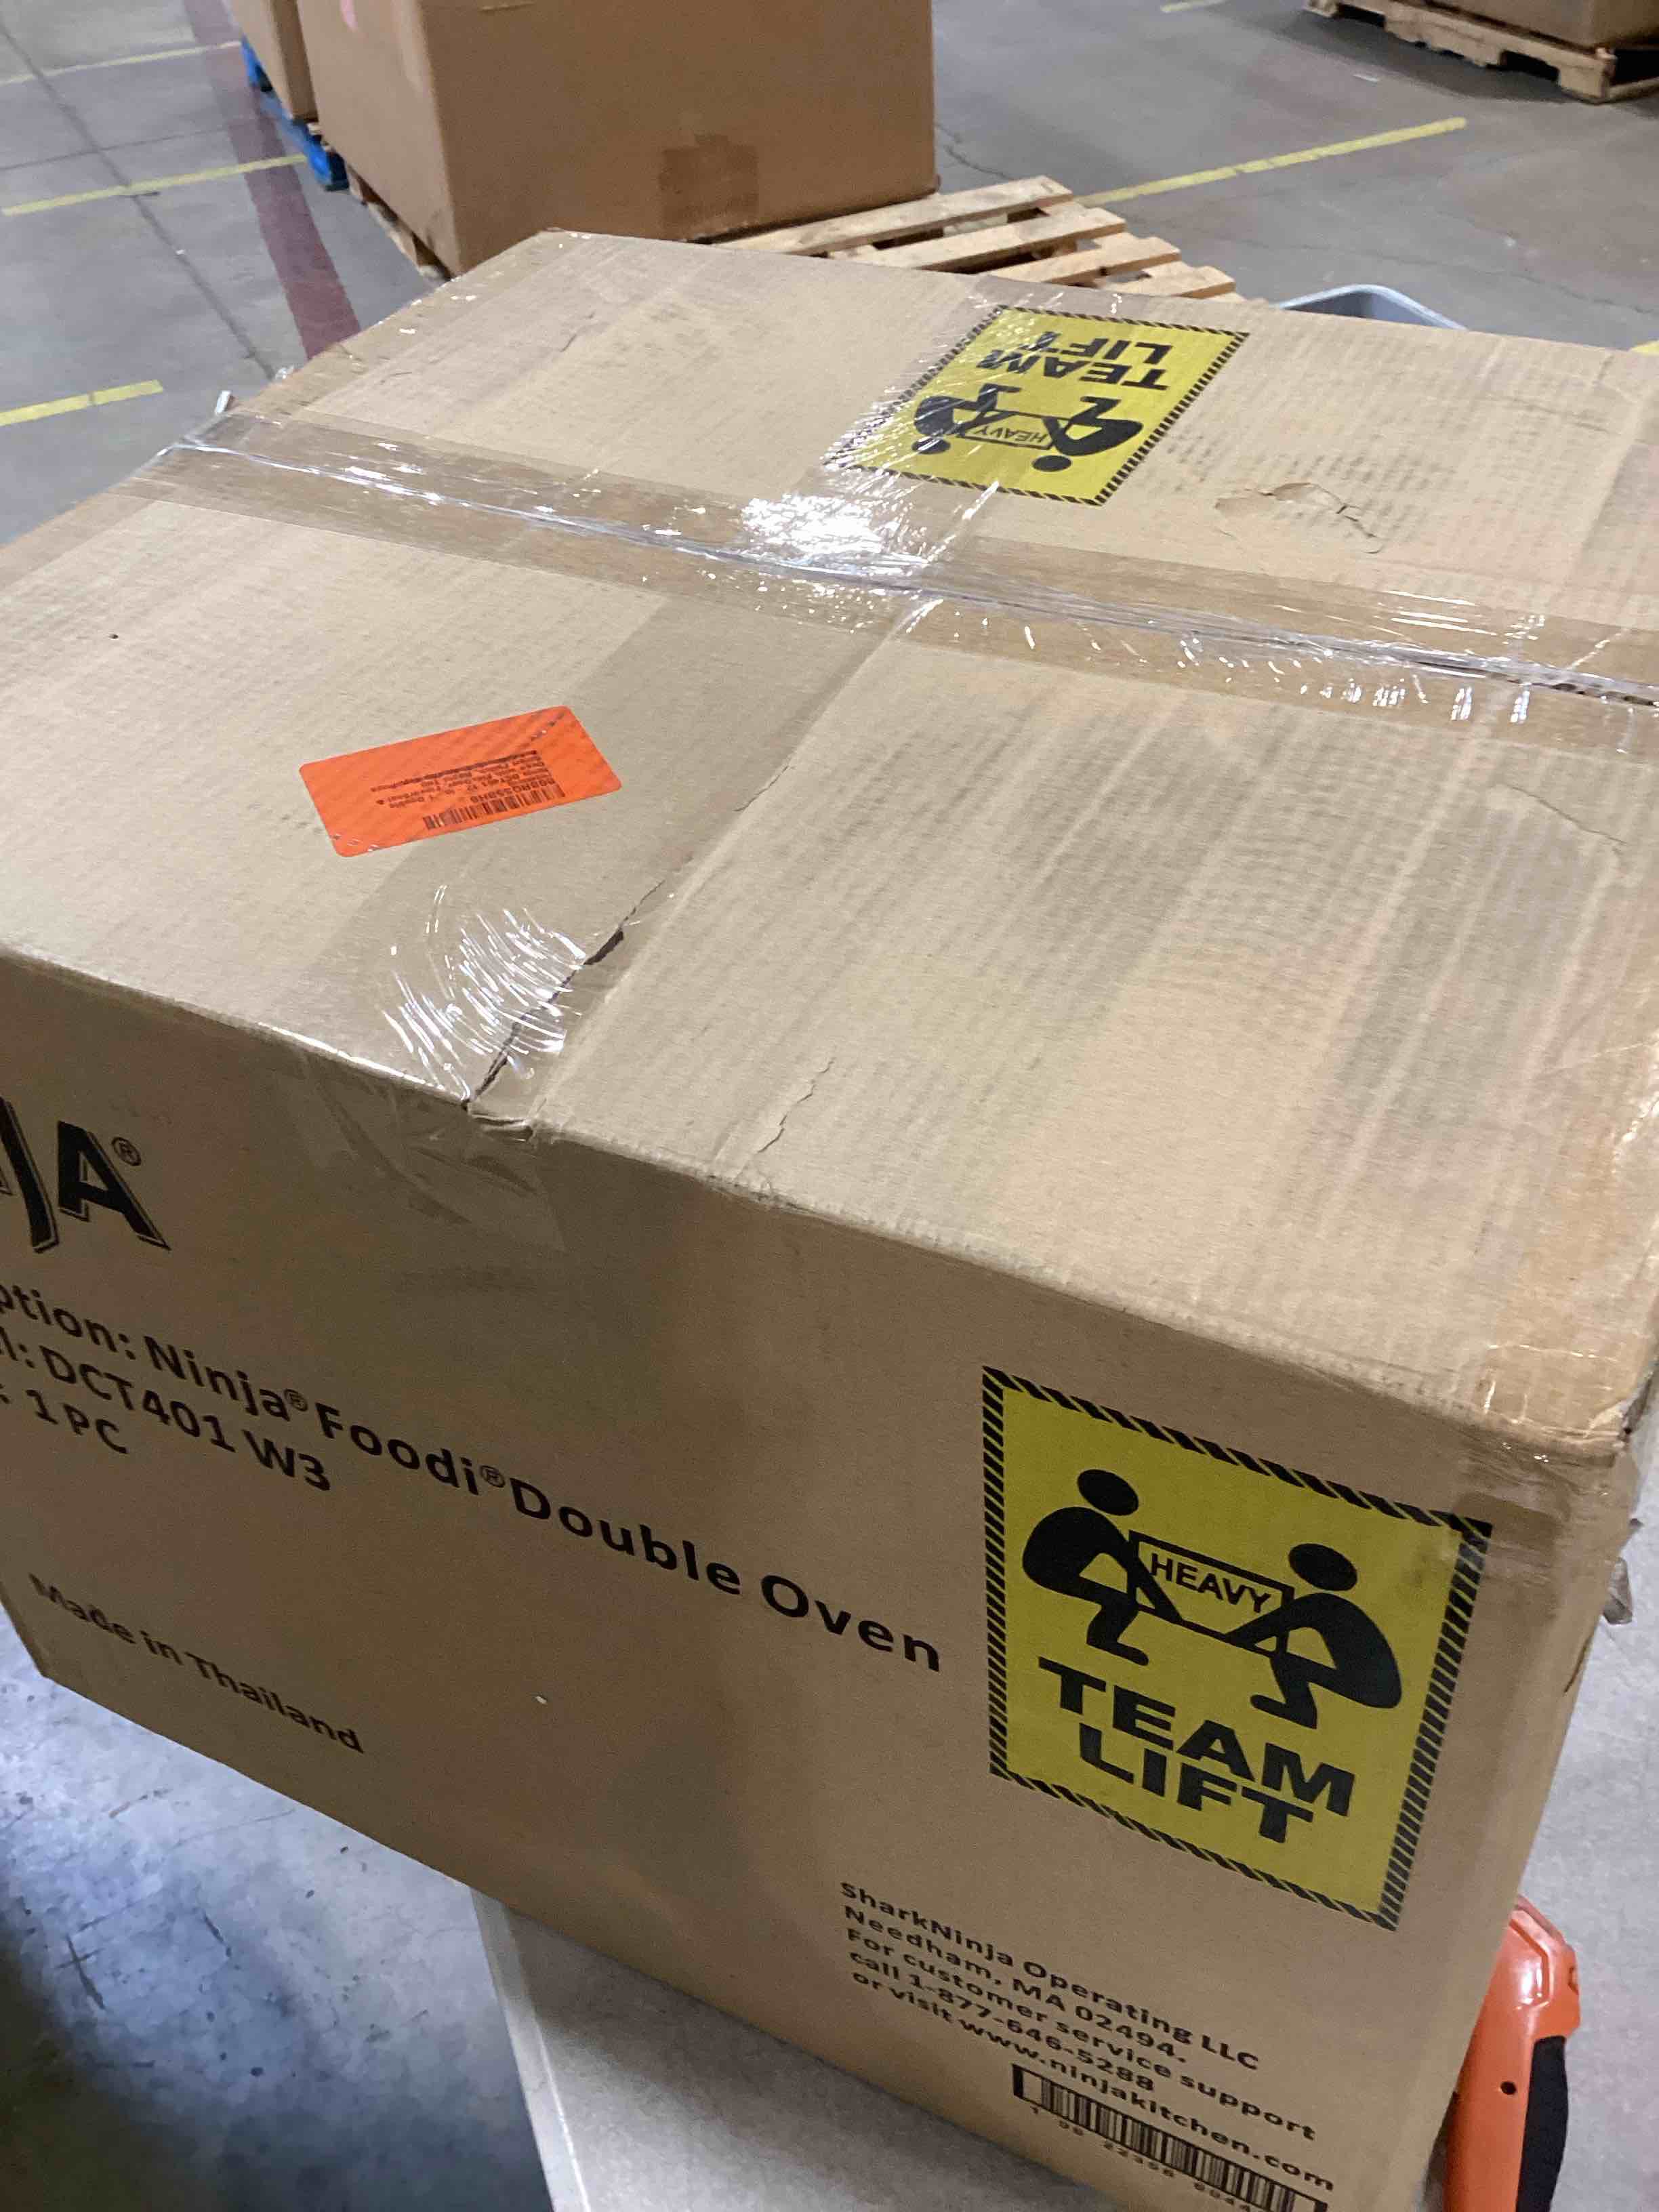 TEAM
LIFT
HEAVY
JA®
ption: Ninja® Foodi® Double Oven
l: DCT401 W3
: 1 PC
Made in Thailand
HEAVY
TEAM
LIFT
SharkNinja Operating LLC
Needham, MA 02494.
For customer service support
call 1-877-646-5288
or visit www.ninjakitchen.com